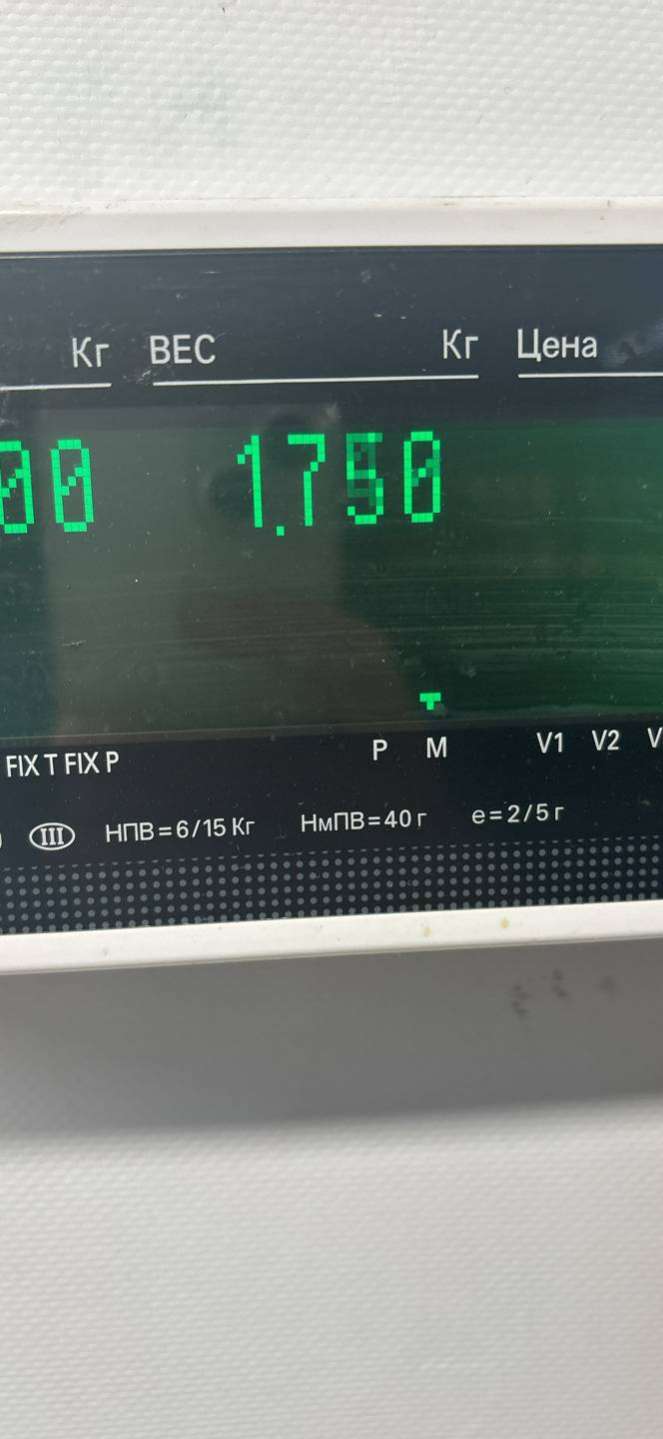 Кг ВЕС Кг Цена
00 1.750
FIX T FIX P P M V1 V2 V
III НПВ=6/15 Кг НмПВ=40 г e=2/5 г